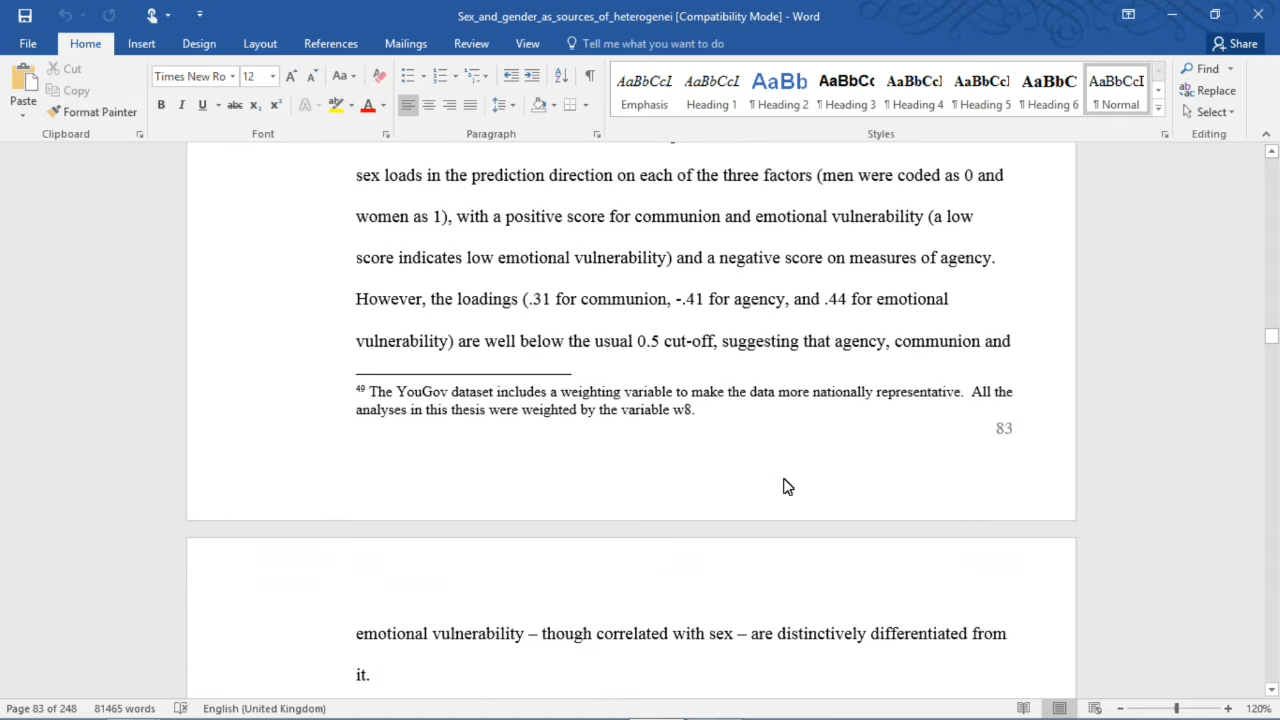 Sex_and_gender_as_sources_of_heterogenei [Compatibility Mode] - Word
File Home Insert Design Layout References Mailings Review View Tell me what you want to do Share
Cut
Copy
Paste
Format Painter
Clipboard
Times New Ro 12
Font
Paragraph
AaBbCcI Emphasis
AaBbCcL Heading 1
AaBb ¶ Heading 2
AaBbCc ¶ Heading 3
AaBbCcI ¶ Heading 4
AaBbCcI ¶ Heading 5
AaBbC ¶ Heading 6
AaBbCcI ¶ Normal
Styles
Find
Replace
Select
Editing
sex loads in the prediction direction on each of the three factors (men were coded as 0 and
women as 1), with a positive score for communion and emotional vulnerability (a low
score indicates low emotional vulnerability) and a negative score on measures of agency.
However, the loadings (.31 for communion, -.41 for agency, and .44 for emotional
vulnerability) are well below the usual 0.5 cut-off, suggesting that agency, communion and
49 The YouGov dataset includes a weighting variable to make the data more nationally representative. All the
analyses in this thesis were weighted by the variable w8.
83
emotional vulnerability – though correlated with sex – are distinctively differentiated from
it.
Page 83 of 248 81465 words English (United Kingdom) 120%